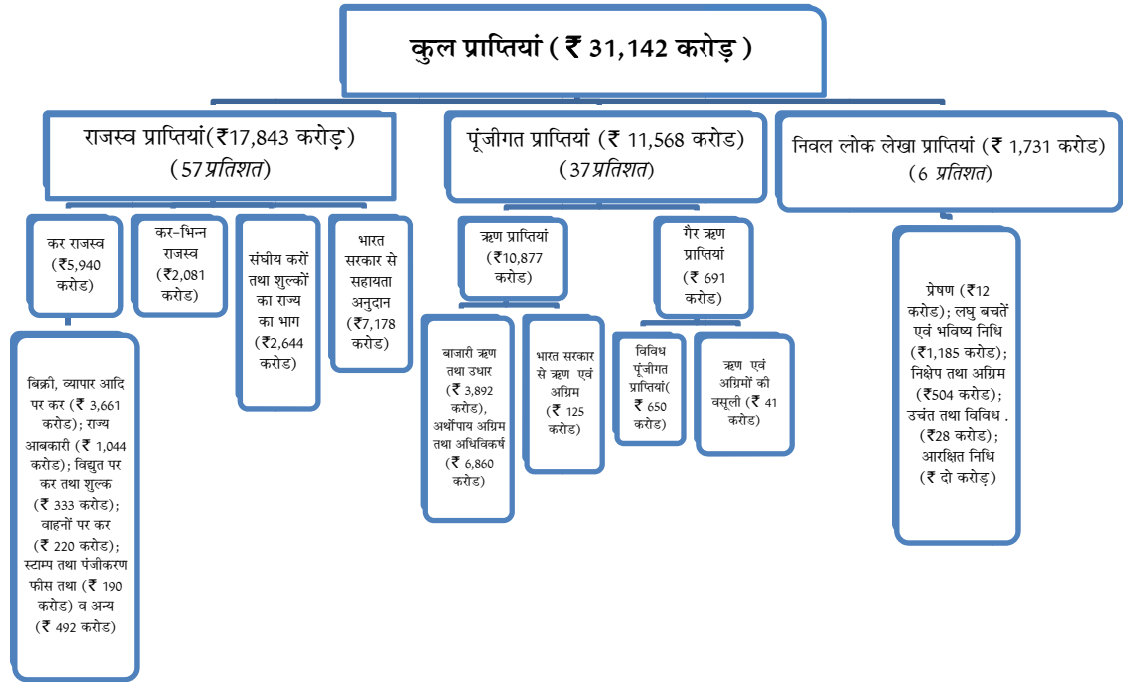 कुल प्राप्तियां ( ₹ 31,142 करोड़ )
राजस्व प्राप्तियां(₹17,843 करोड़)
(57 प्रतिशत)
पूंजीगत प्राप्तियां ( ₹ 11,568 करोड)
(37 प्रतिशत)
निवल लोक लेखा प्राप्तियां ( ₹ 1,731 करोड)
(6 प्रतिशत)
कर राजस्व
(₹5,940
करोड)
कर-भिन्न
राजस्व
(₹2,081
करोड)
संघीय करों
तथा शुल्कों
का राज्य
का भाग
(₹2,644
करोड)
भारत
सरकार से
सहायता
अनुदान
(₹7,178
करोड)
ऋण प्राप्तियां
(₹10,877
करोड)
गैर ऋण
प्राप्तियां
( ₹ 691
करोड)
बिक्री, व्यापार आदि
पर कर ( ₹ 3,661
करोड); राज्य
आबकारी ( ₹ 1,044
करोड); विद्युत पर
कर तथा शुल्क
(₹ 333 करोड);
वाहनों पर कर
(₹ 220 करोड);
स्टाम्प तथा पंजीकरण
फीस तथा (₹ 190
करोड) व अन्य
(₹ 492 करोड)
बाजारी ऋण
तथा उधार
( ₹ 3,892
करोड),
अर्थोपाय अग्रिम
तथा अधिविकर्ष
( ₹ 6,860
करोड)
भारत सरकार
से ऋण एवं
अग्रिम
( ₹ 125
करोड)
विविध
पूंजीगत
प्राप्तियां(
₹ 650
करोड)
ऋण एवं
अग्रिमों की
वसूली ( ₹ 41
करोड)
प्रेषण (₹12
करोड); लघु बचतें
एवं भविष्य निधि
(₹1,185 करोड);
निक्षेप तथा अग्रिम
(₹504 करोड);
उचंत तथा विविध .
(₹28 करोड);
आरक्षित निधि
(₹ दो करोड़)